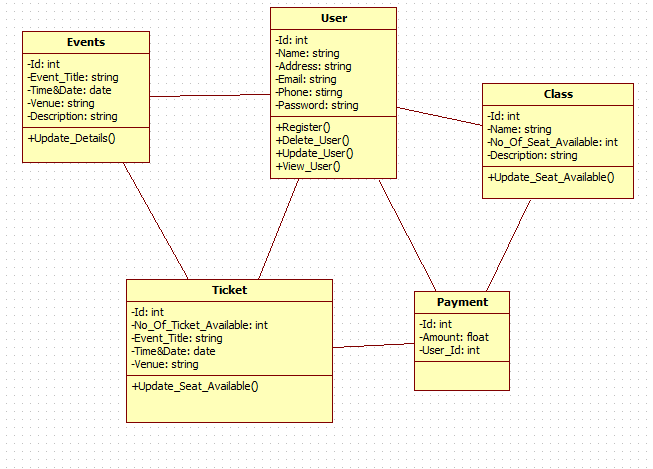 User
-Id: int
-Name: string
-Address: string
-Email: string
-Phone: string
-Password: string
+Register()
+Delete_User()
+Update_User()
+View_User()
Events
-Id: int
-Event_Title: string
-Time&Date: date
-Venue: string
-Description: string
+Update_Details()
Class
-Id: int
-Name: string
-No_Of_Seat_Available: int
-Description: string
+Update_Seat_Available()
Ticket
-Id: int
-No_Of_Ticket_Available: int
-Event_Title: string
-Time&Date: date
-Venue: string
+Update_Seat_Available()
Payment
-Id: int
-Amount: float
-User_Id: int